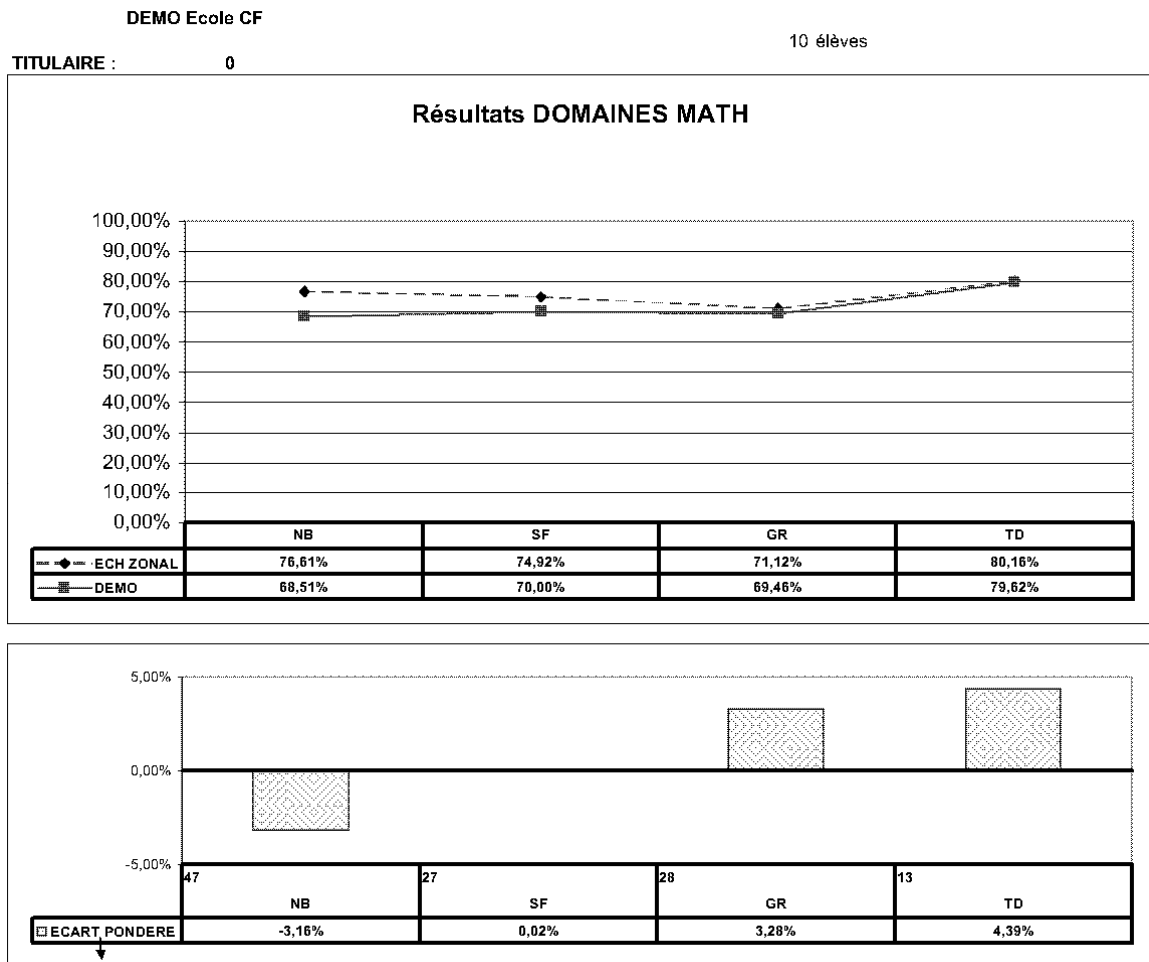 DEMO Ecole CF
10 élèves
TITULAIRE : 0
Résultats DOMAINES MATH
100,00%
90,00%
80,00%
70,00%
60,00%
50,00%
40,00%
30,00%
20,00%
10,00%
0,00%
NB SF GR TD
ECH ZONAL 76,61% 74,92% 71,12% 80,16%
DEMO 68,51% 70,00% 69,46% 79,62%
5,00%
0,00%
-5,00%
47 27 28 13
NB SF GR TD
ECART PONDERE -3,16% 0,02% 3,28% 4,39%